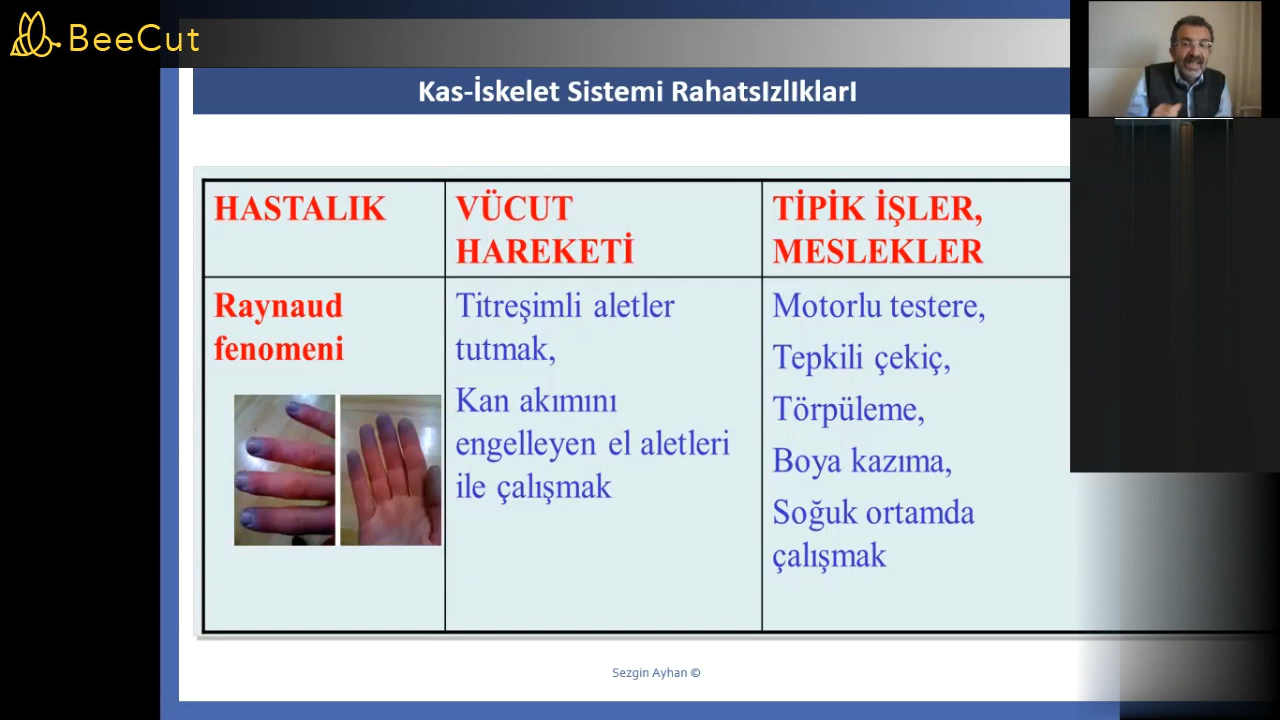 BeeCut
Kas-İskelet Sistemi RahatsIzlIklarI
HASTALIK
VÜCUT
HAREKETİ
TİPİK İŞLER,
MESLEKLER
Raynaud
fenomeni
Titreşimli aletler
tutmak,
Kan akımını
engelleyen el aletleri
ile çalışmak
Motorlu testere,
Tepkili çekiç,
Törpüleme,
Boya kazıma,
Soğuk ortamda
çalışmak
Sezgin Ayhan ©